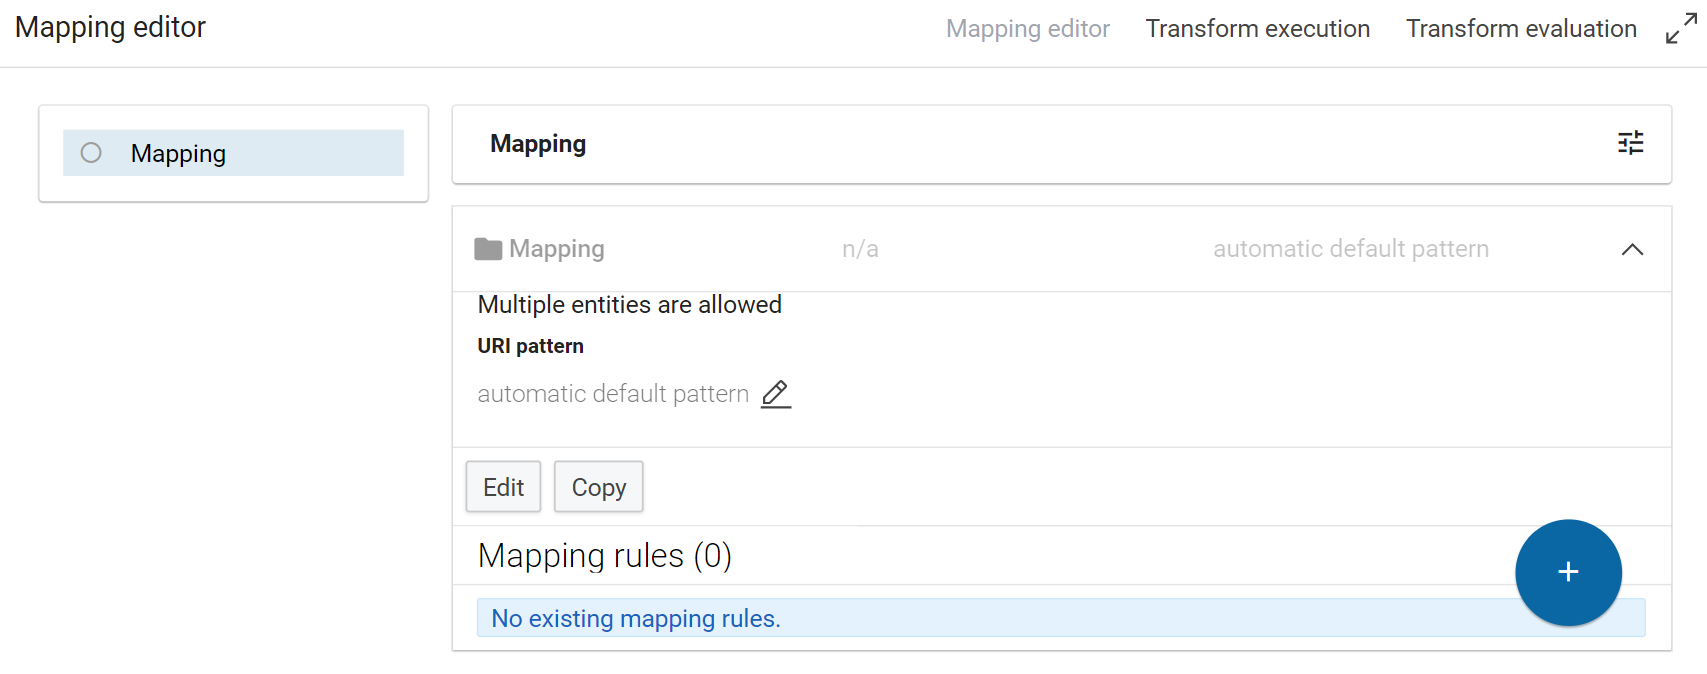 Mapping editor
Mapping editor Transform execution Transform evaluation
Mapping
Mapping
Mapping n/a automatic default pattern
Multiple entities are allowed
URI pattern
automatic default pattern
Edit Copy
Mapping rules (0)
No existing mapping rules.